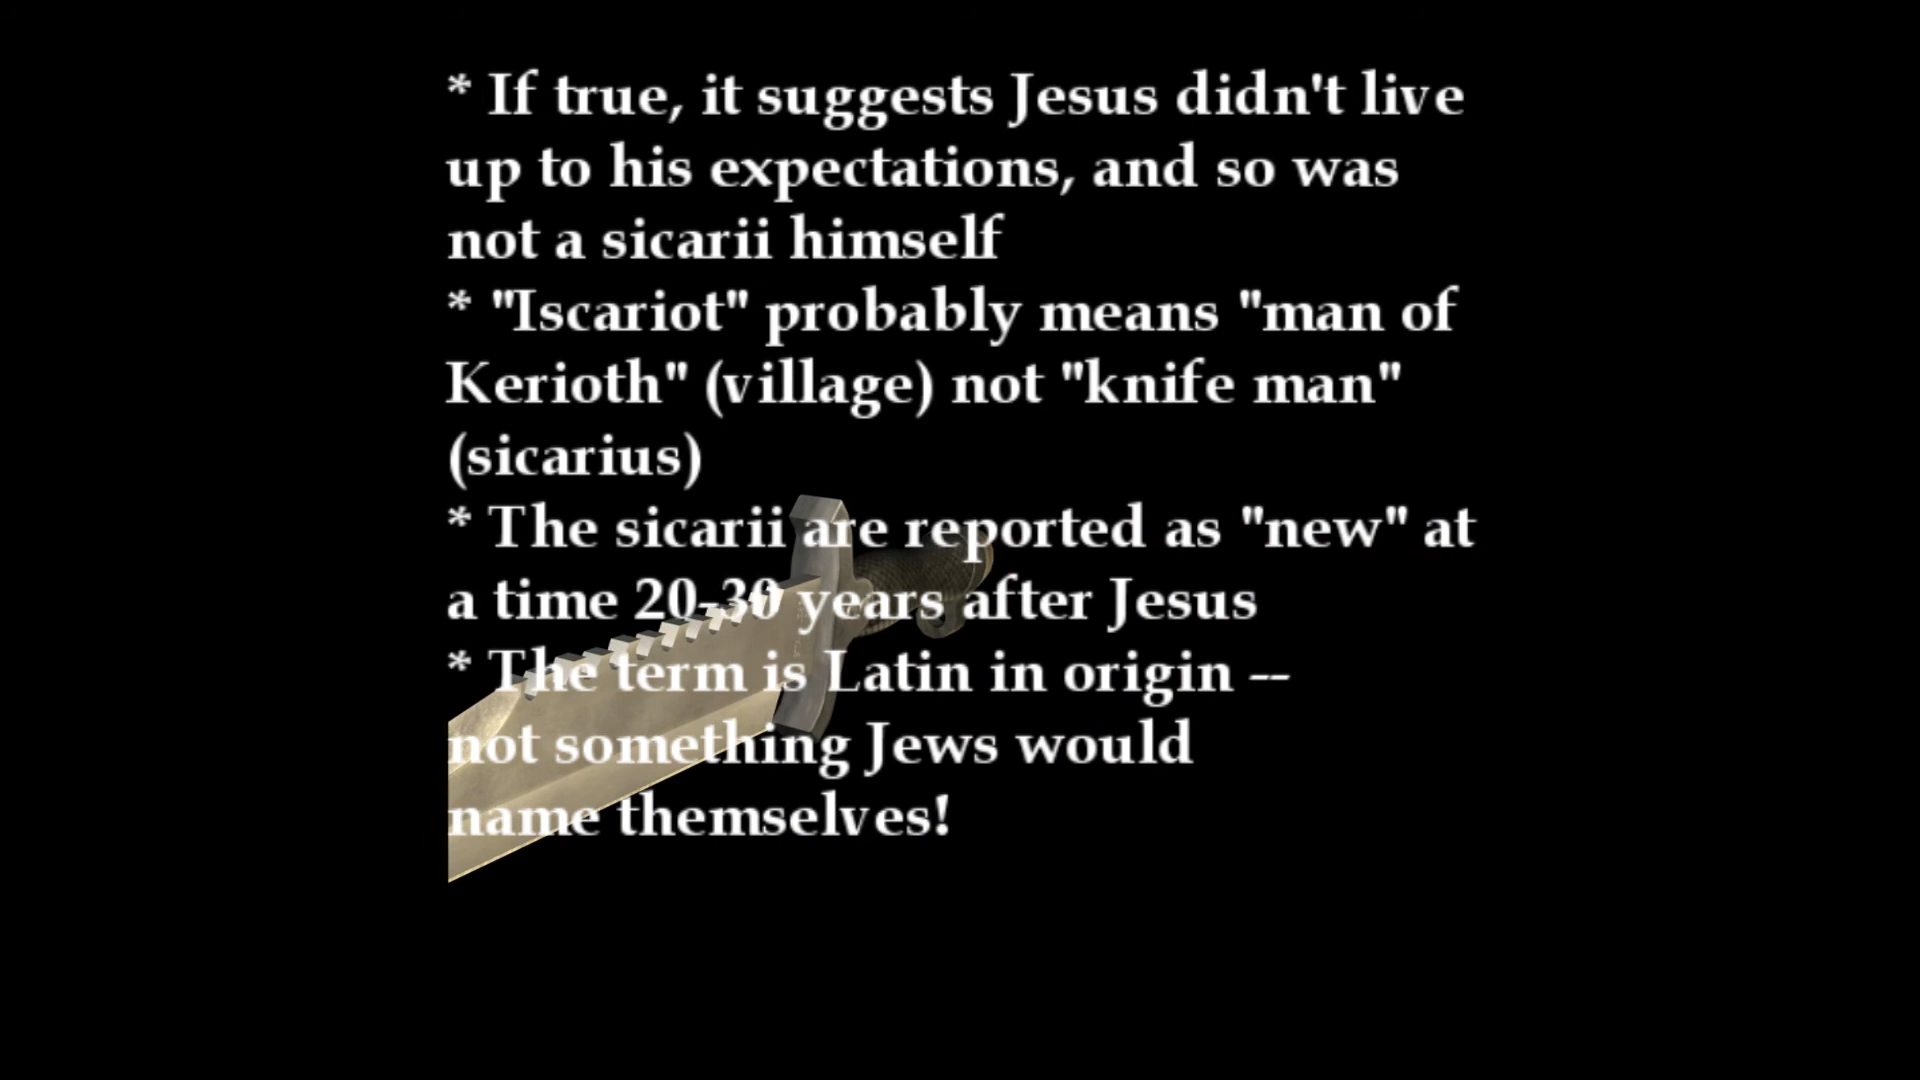 * If true, it suggests Jesus didn't live
up to his expectations, and so was
not a sicarii himself
* "Iscariot" probably means "man of
Kerioth" (village) not "knife man"
(sicarius)
* The sicarii are reported as "new" at
a time 20-30 years after Jesus
* The term is Latin in origin --
not something Jews would
name themselves!